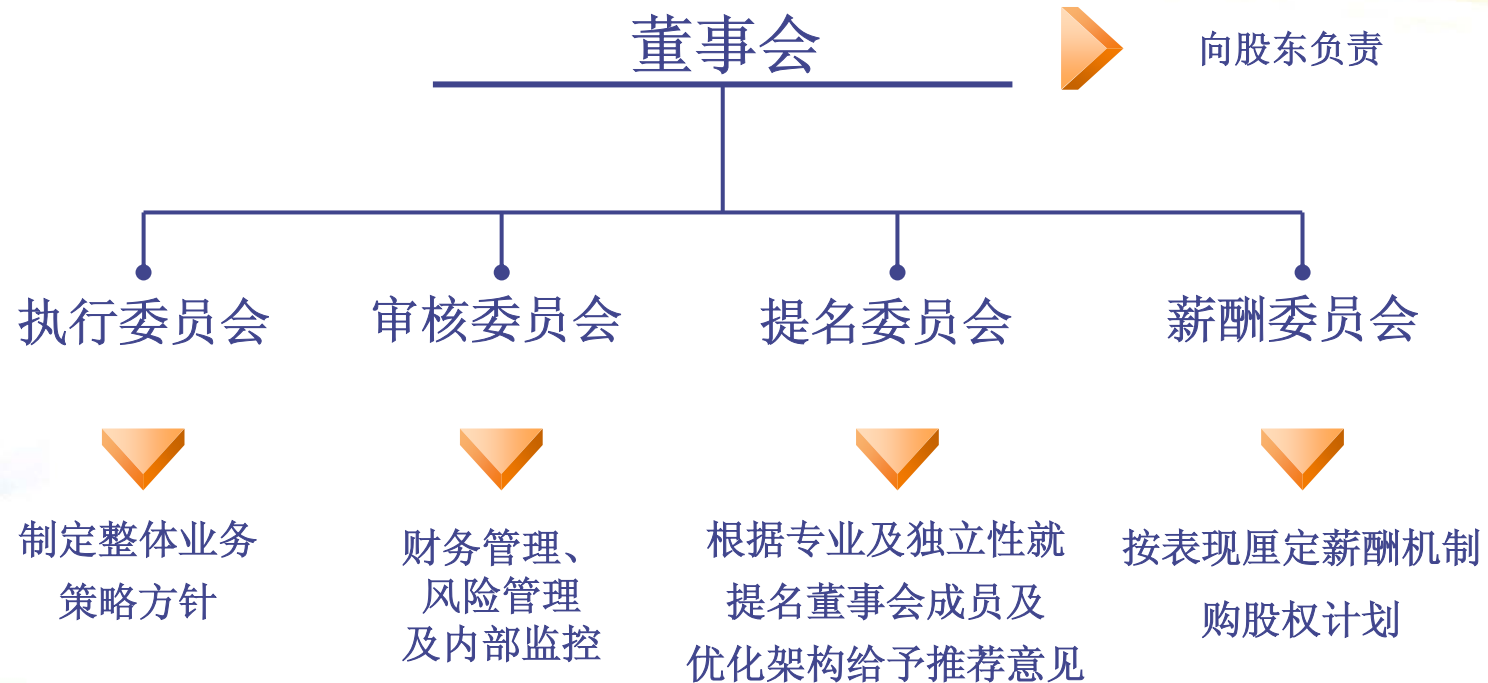 董事会
向股东负责
执行委员会
审核委员会
提名委员会
薪酬委员会
制定整体业务
策略方针
财务管理、
风险管理
及内部监控
根据专业及独立性就
提名董事会成员及
优化架构给予推荐意见
按表现厘定薪酬机制
购股权计划